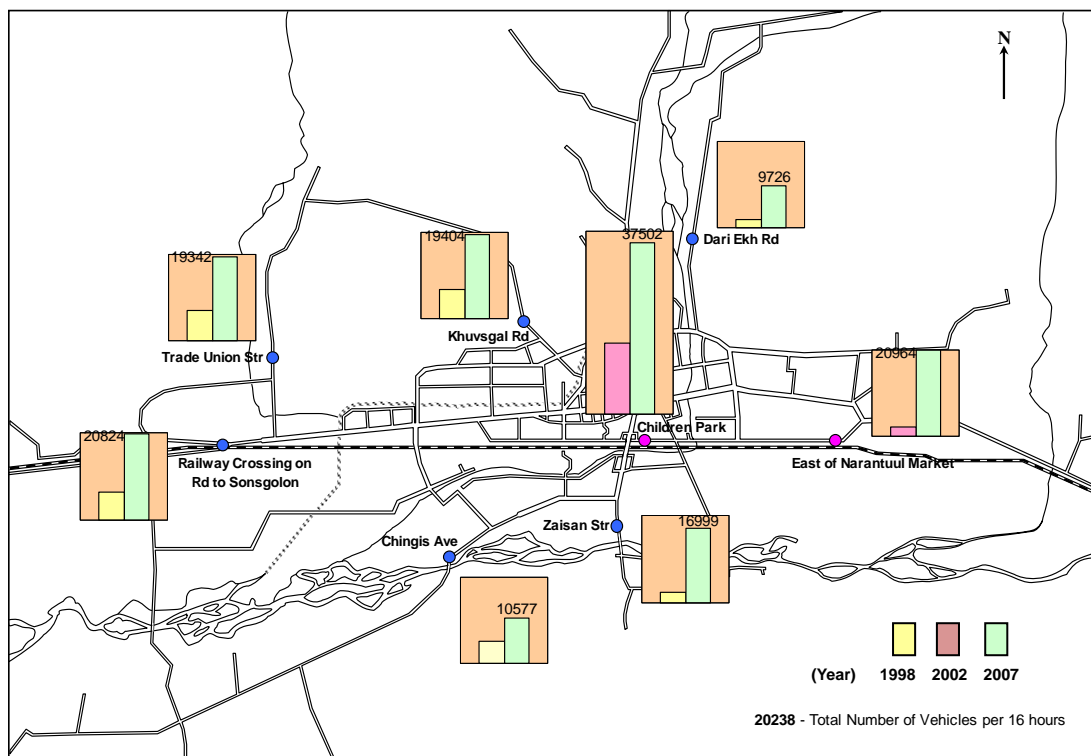 N
9726
Dari Ekh Rd
37502
19404
Khuvsgal Rd
19342
Trade Union Str
20964
Children Park
East of Narantuul Market
20824
Railway Crossing on
Rd to Sonsgolon
Zaisan Str
16999
Chingis Ave
10577
(Year) 1998 2002 2007
20238 - Total Number of Vehicles per 16 hours